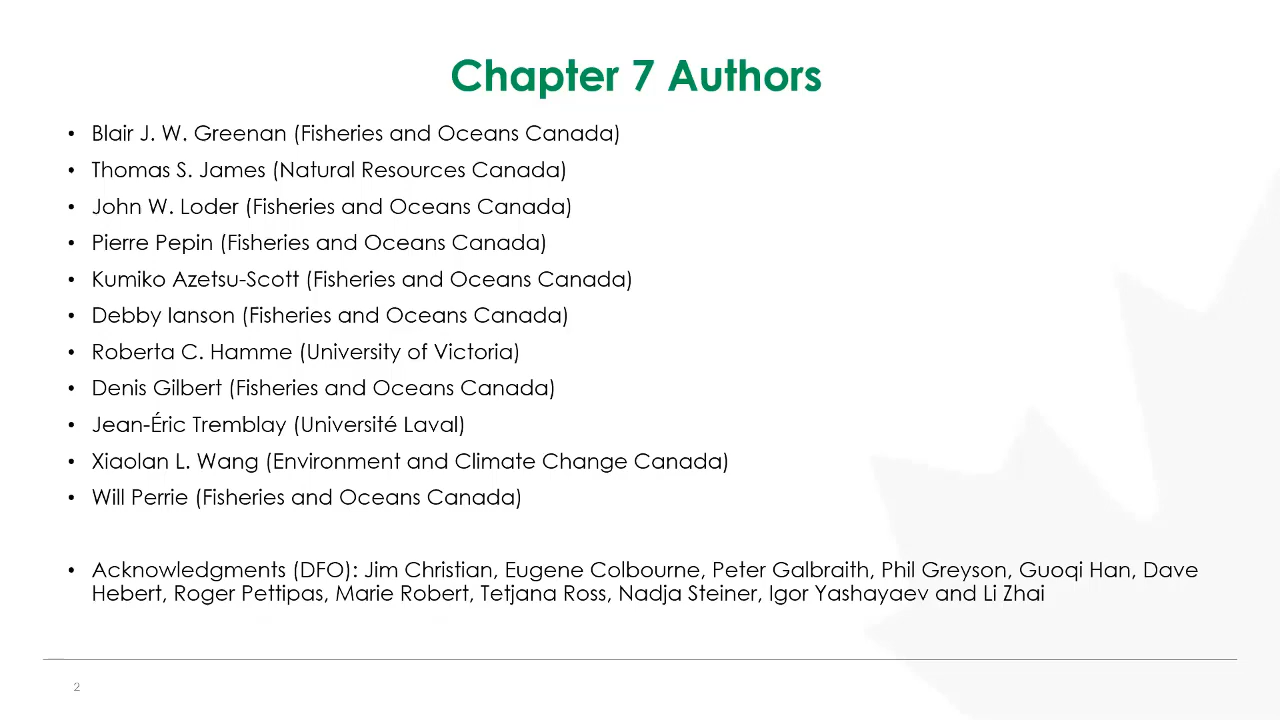 Chapter 7 Authors
• Blair J. W. Greenan (Fisheries and Oceans Canada)
• Thomas S. James (Natural Resources Canada)
• John W. Loder (Fisheries and Oceans Canada)
• Pierre Pepin (Fisheries and Oceans Canada)
• Kumiko Azetsu-Scott (Fisheries and Oceans Canada)
• Debby Ianson (Fisheries and Oceans Canada)
• Roberta C. Hamme (University of Victoria)
• Denis Gilbert (Fisheries and Oceans Canada)
• Jean-Éric Tremblay (Université Laval)
• Xiaolan L. Wang (Environment and Climate Change Canada)
• Will Perrie (Fisheries and Oceans Canada)
• Acknowledgments (DFO): Jim Christian, Eugene Colbourne, Peter Galbraith, Phil Greyson, Guoqi Han, Dave
Hebert, Roger Pettipas, Marie Robert, Tetjana Ross, Nadja Steiner, Igor Yashayaev and Li Zhai
2